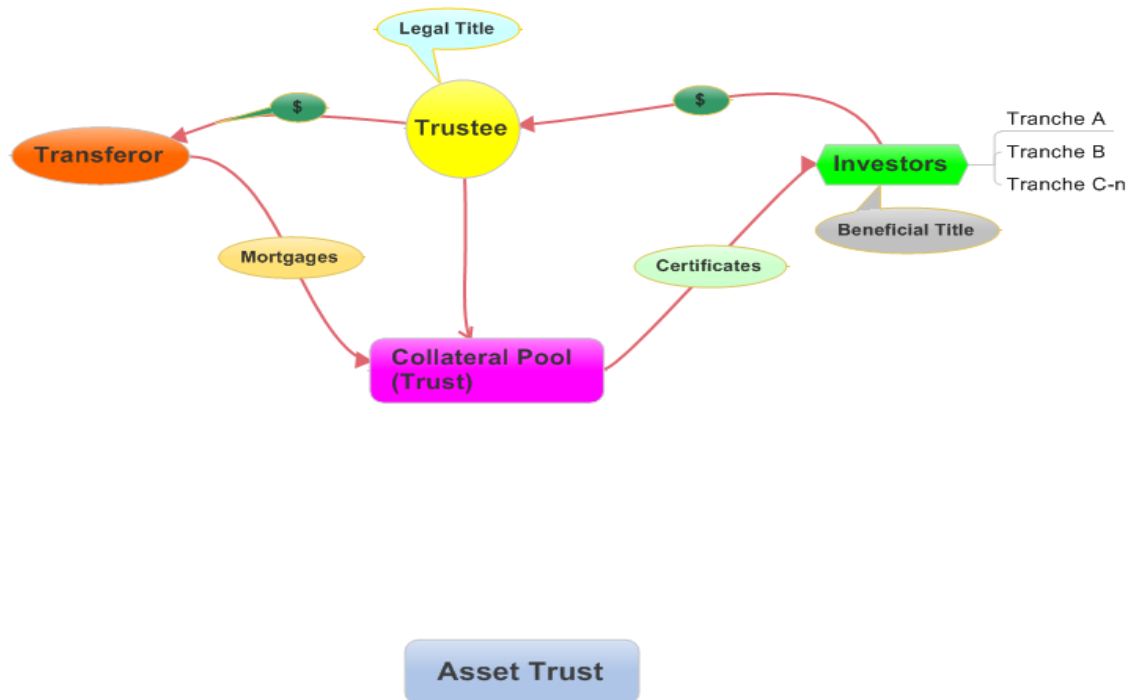 Legal Title
$
$
Trustee
Tranche A
Transferor
Investors
Tranche B
Tranche C-n
Beneficial Title
Mortgages
Certificates
Collateral Pool
(Trust)
Asset Trust